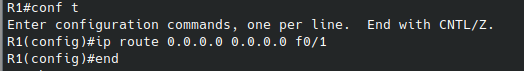 R1#conf t
Enter configuration commands, one per line.  End with CNTL/Z.
R1(config)#ip route 0.0.0.0 0.0.0.0 f0/1
R1(config)#end